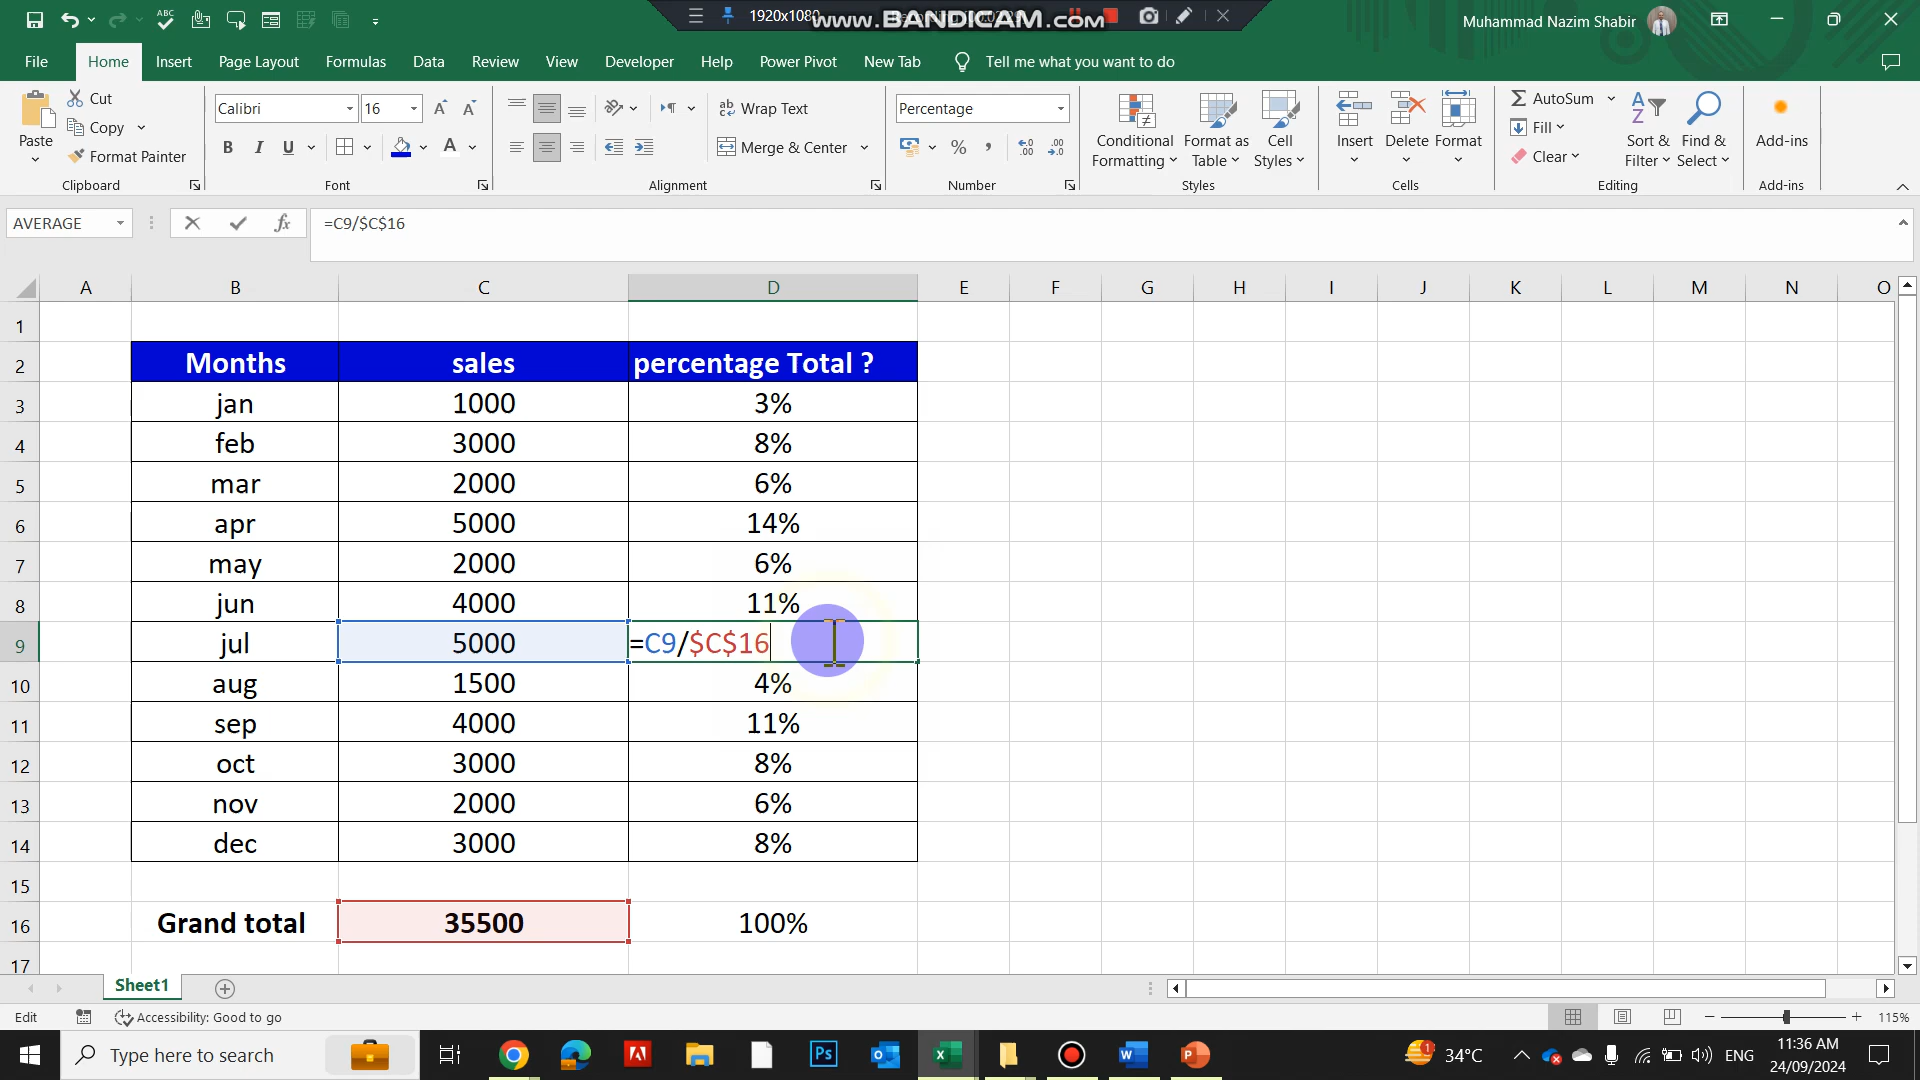 1920x1080
www.BANDICAM.com
Muhammad Nazim Shabir
File Home Insert Page Layout Formulas Data Review View Developer Help Power Pivot New Tab Tell me what you want to do
Paste
Cut
Copy
Format Painter
Clipboard
Calibri 16
B I U
Font
Wrap Text
Merge & Center
Alignment
Percentage
Number
Conditional Formatting
Format as Table
Cell Styles
Styles
Insert Delete Format
Cells
AutoSum
Fill
Clear
Sort & Filter
Find & Select
Editing
Add-ins
Add-ins
AVERAGE fx =C9/$C$16
A B C D E F G H I J K L M N O
1
2 Months sales percentage Total ?
3 jan 1000 3%
4 feb 3000 8%
5 mar 2000 6%
6 apr 5000 14%
7 may 2000 6%
8 jun 4000 11%
9 jul 5000 =C9/$C$16
10 aug 1500 4%
11 sep 4000 11%
12 oct 3000 8%
13 nov 2000 6%
14 dec 3000 8%
15
16 Grand total 35500 100%
17
Sheet1
Edit Accessibility: Good to go 115%
Type here to search
34°C ENG
11:36 AM
24/09/2024